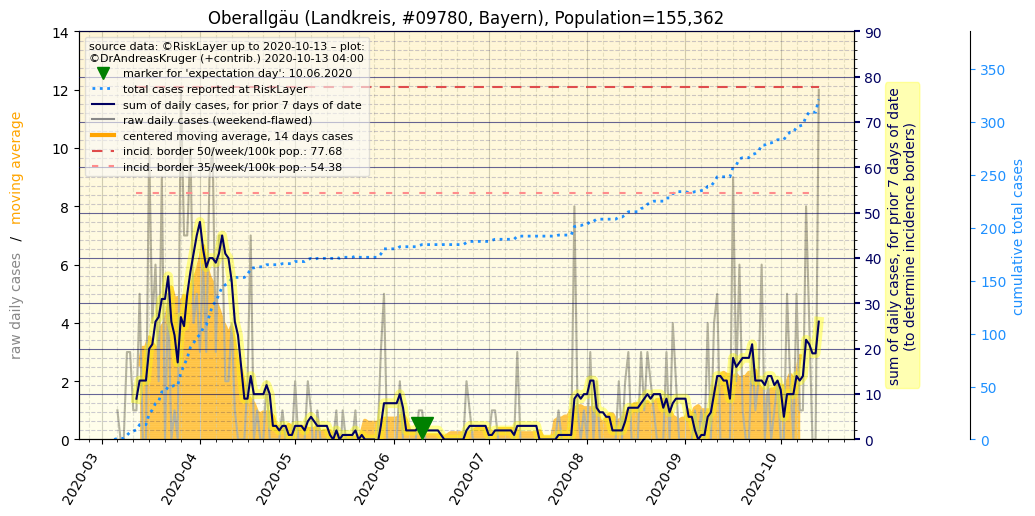 Oberallgäu (Landkreis, #09780, Bayern), Population=155,362
source data: ©RiskLayer up to 2020-10-13 – plot:
©DrAndreasKruger (+contrib.) 2020-10-13 04:00
marker for 'expectation day': 10.06.2020
total cases reported at RiskLayer
sum of daily cases, for prior 7 days of date
raw daily cases (weekend-flawed)
centered moving average, 14 days cases
incid. border 50/week/100k pop.: 77.68
incid. border 35/week/100k pop.: 54.38
raw daily cases / moving average
14
12
10
8
6
4
2
0
2020-03
2020-04
2020-05
2020-06
2020-07
2020-08
2020-09
2020-10
90
80
70
60
50
40
30
20
10
0
sum of daily cases, for prior 7 days of date
(to determine incidence borders)
350
300
250
200
150
100
50
0
cumulative total cases